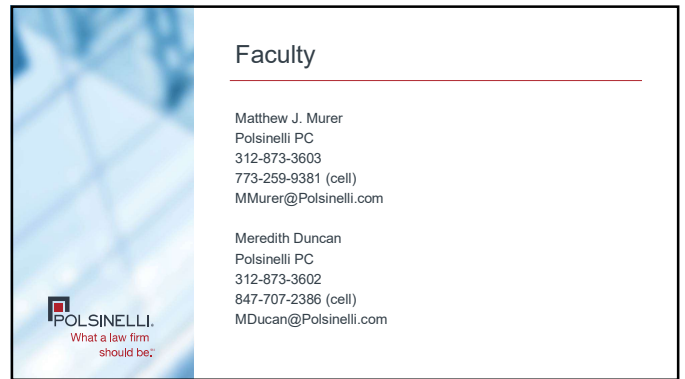 Faculty
Matthew J. Murer
Polsinelli PC
312-873-3603
773-259-9381 (cell)
MMurer@Polsinelli.com
Meredith Duncan
Polsinelli PC
312-873-3602
847-707-2386 (cell)
MDucan@Polsinelli.com
POLSINELLI®
What a law firm
should be.℠